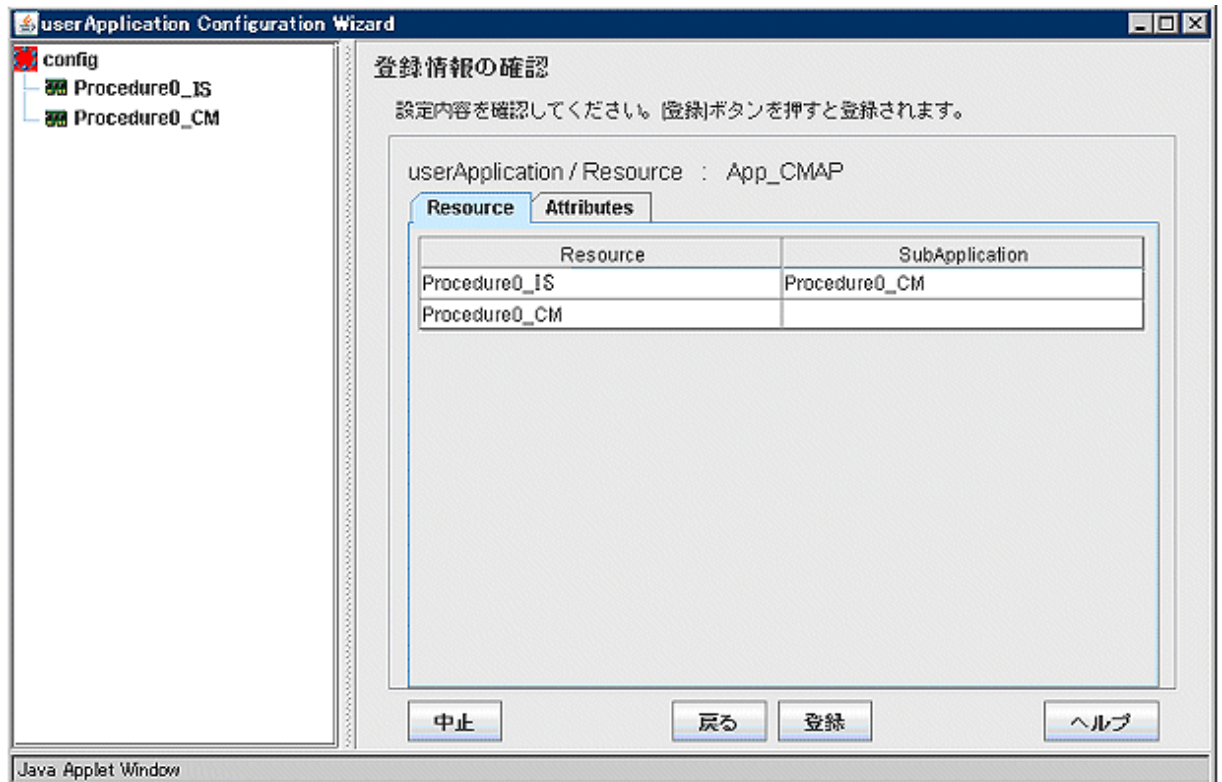 userApplication Configuration Wizard
config
Procedure0_IS
Procedure0_CM
登録情報の確認
設定内容を確認してください。[登録]ボタンを押すと登録されます。
userApplication / Resource : App_CMAP
Resource Attributes
Resource SubApplication
Procedure0_IS Procedure0_CM
Procedure0_CM
中止 戻る 登録 ヘルプ
Java Applet Window